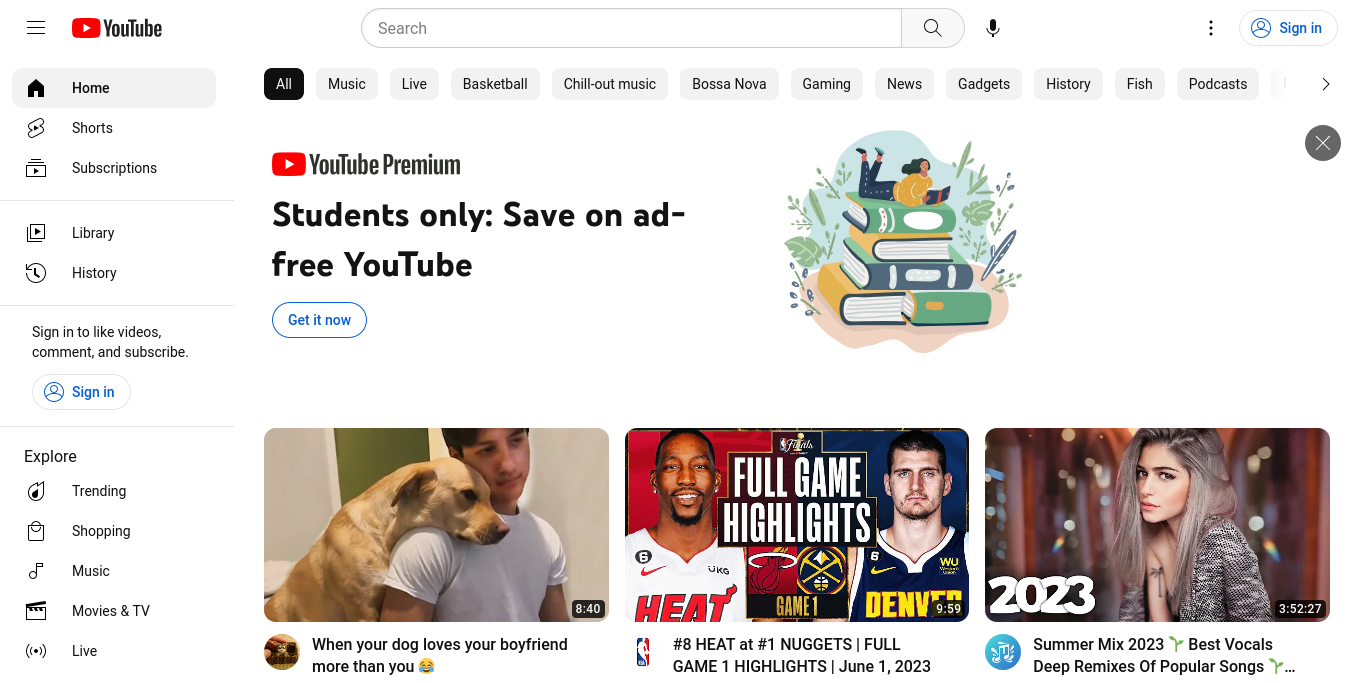 YouTube
Search
Sign in
Home
Shorts
Subscriptions
Library
History
Sign in to like videos,
comment, and subscribe.
Sign in
Explore
Trending
Shopping
Music
Movies & TV
Live
All
Music
Live
Basketball
Chill-out music
Bossa Nova
Gaming
News
Gadgets
History
Fish
Podcasts
YouTube Premium
Students only: Save on ad-
free YouTube
Get it now
8:40
When your dog loves your boyfriend
more than you 😂
Finals
FULL GAME
HIGHLIGHTS
6
UKG
HEAT
GAME 1
6
WU
DENVER
9:59
#8 HEAT at #1 NUGGETS | FULL
GAME 1 HIGHLIGHTS | June 1, 2023
2023
3:52:27
Summer Mix 2023 🌱 Best Vocals
Deep Remixes Of Popular Songs 🌱…